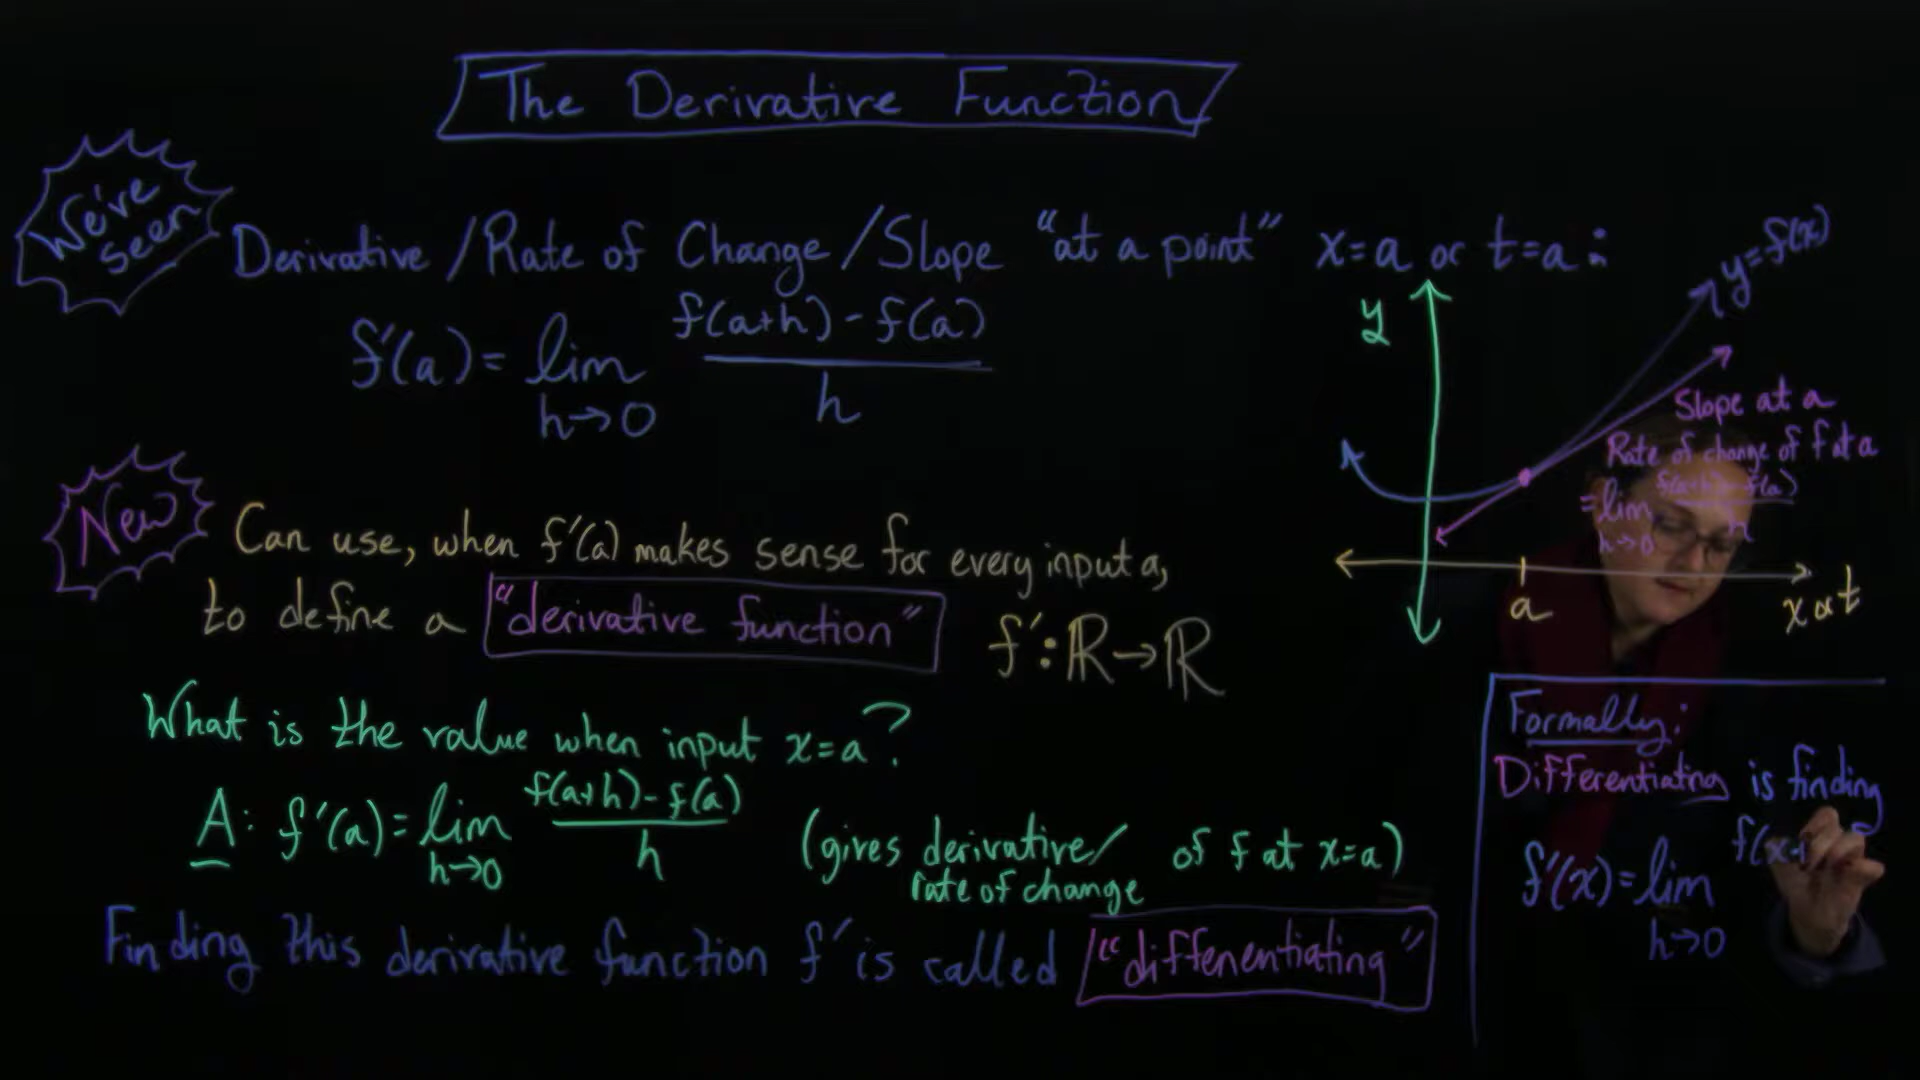 The Derivative Function
We've seen
Derivative/Rate of Change/Slope "at a point" x=a or t=a:
f'(a) = lim h→0 f(a+h) - f(a) / h
y
y=f(x)
Slope at a
Rate of change of f at a
= lim h→0 f(a+h) - f(a) / h
a
x or t
New
Can use, when f'(a) makes sense for every input a,
to define a "derivative function" f': ℝ→ℝ
What is the value when input x=a?
A: f'(a) = lim h→0 f(a+h) - f(a) / h (gives derivative/rate of change of f at x=a)
Finding this derivative function f' is called "differentiating"
Formally:
Differentiating is finding
f'(x) = lim h→0 f(x+